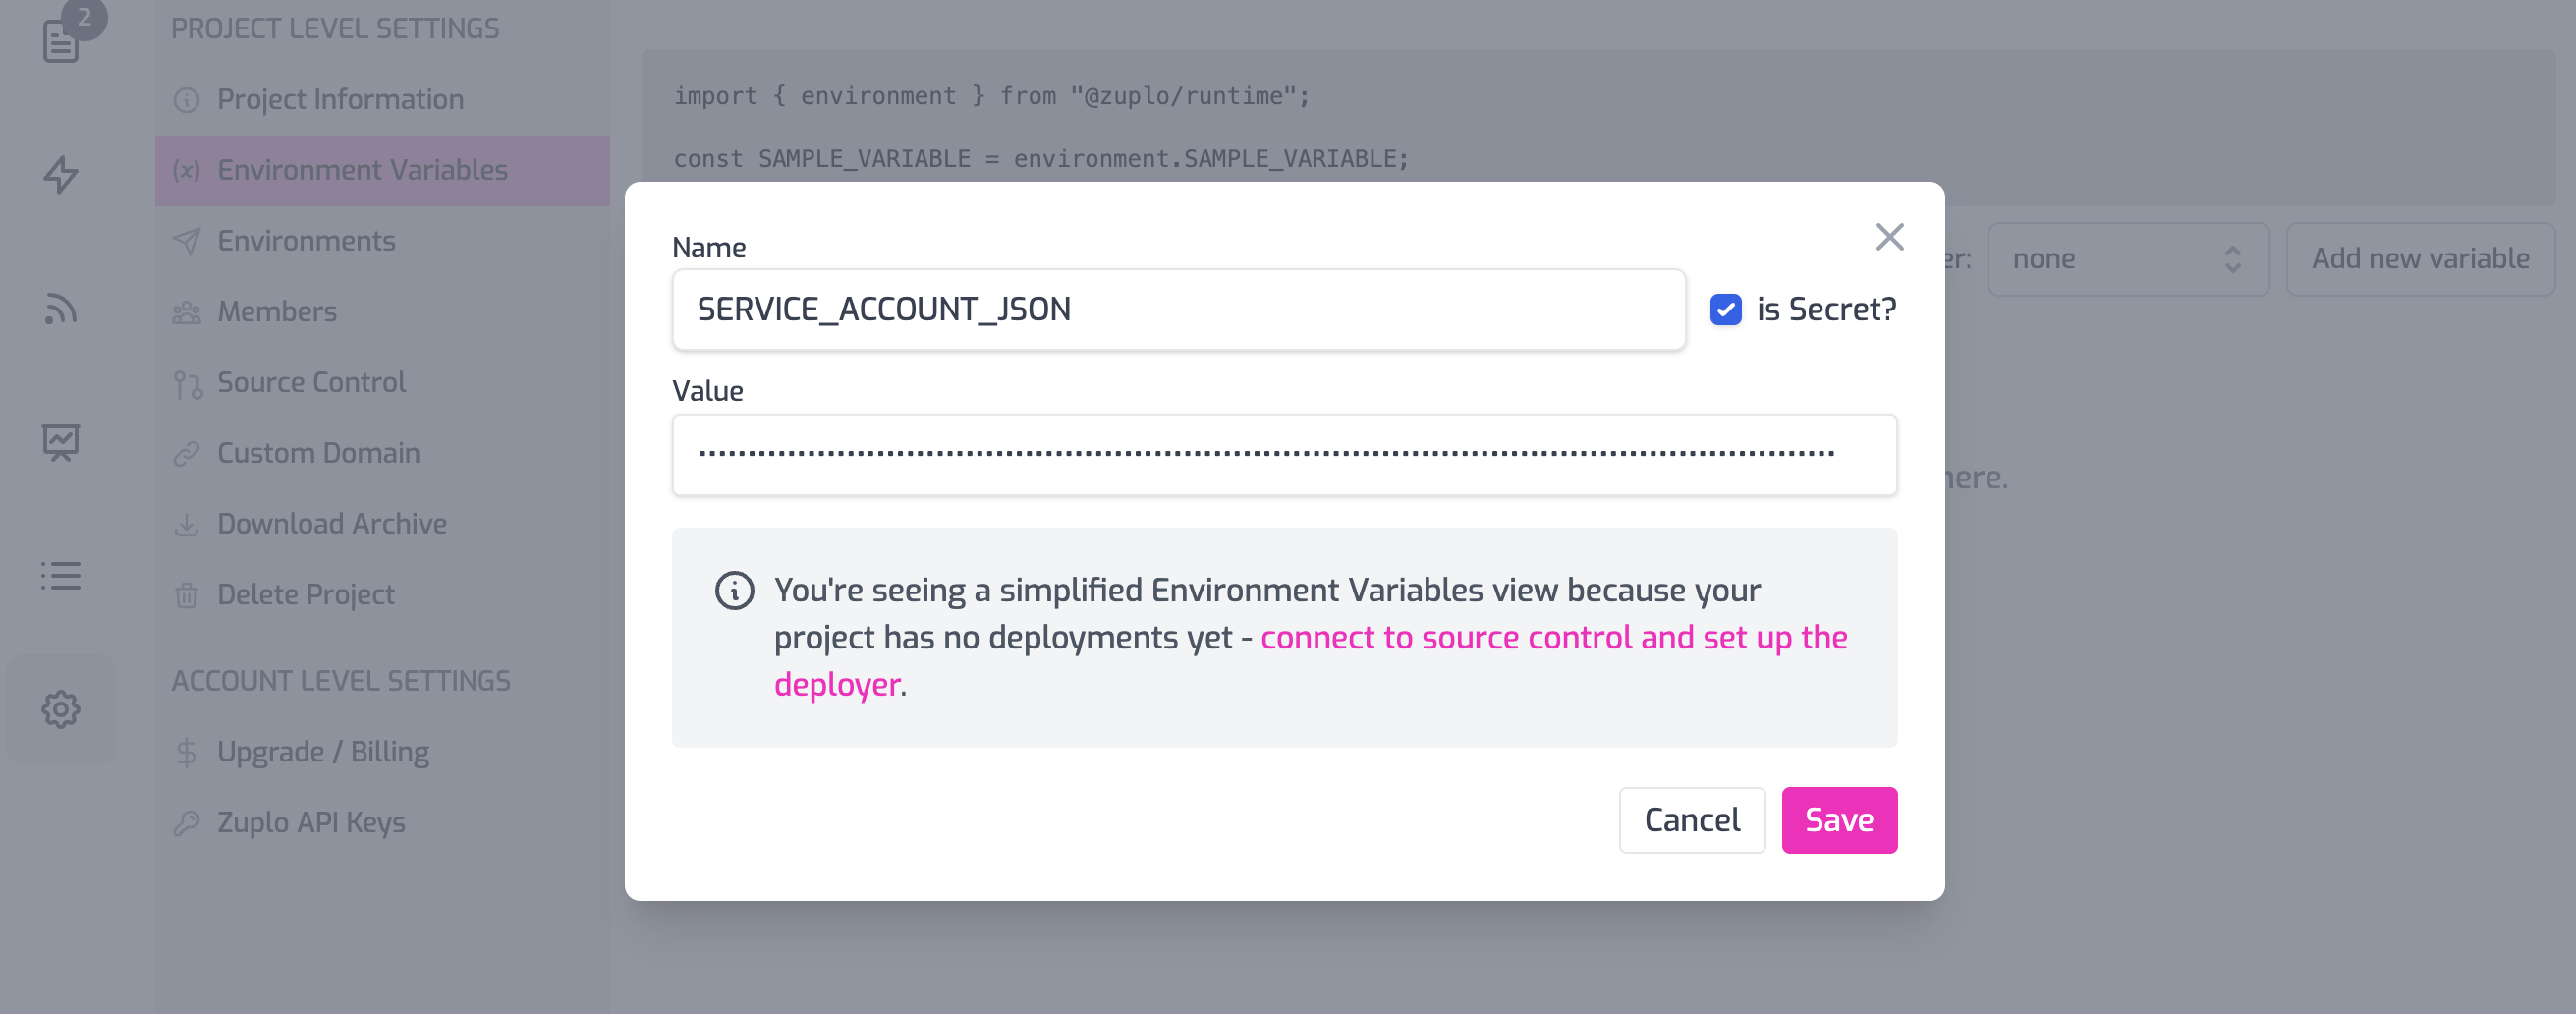 2
PROJECT LEVEL SETTINGS
Project Information
(x) Environment Variables
Environments
Members
Source Control
Custom Domain
Download Archive
Delete Project
ACCOUNT LEVEL SETTINGS
Upgrade / Billing
Zuplo API Keys
import { environment } from "@zuplo/runtime";
const SAMPLE_VARIABLE = environment.SAMPLE_VARIABLE;
er:
none
Add new variable
here.
Name
SERVICE_ACCOUNT_JSON
is Secret?
Value
You're seeing a simplified Environment Variables view because your
project has no deployments yet - connect to source control and set up the
deployer.
Cancel
Save